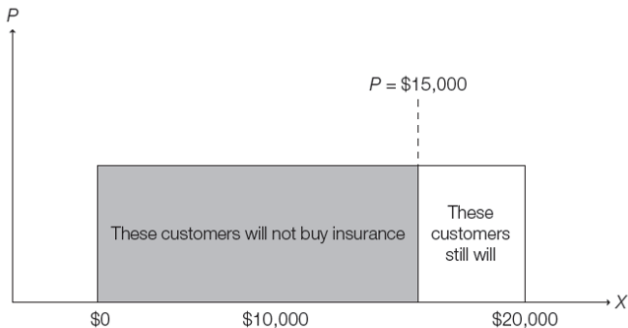 P
P = $15,000
These customers will not buy insurance
These
customers
still will
X
$0
$10,000
$20,000